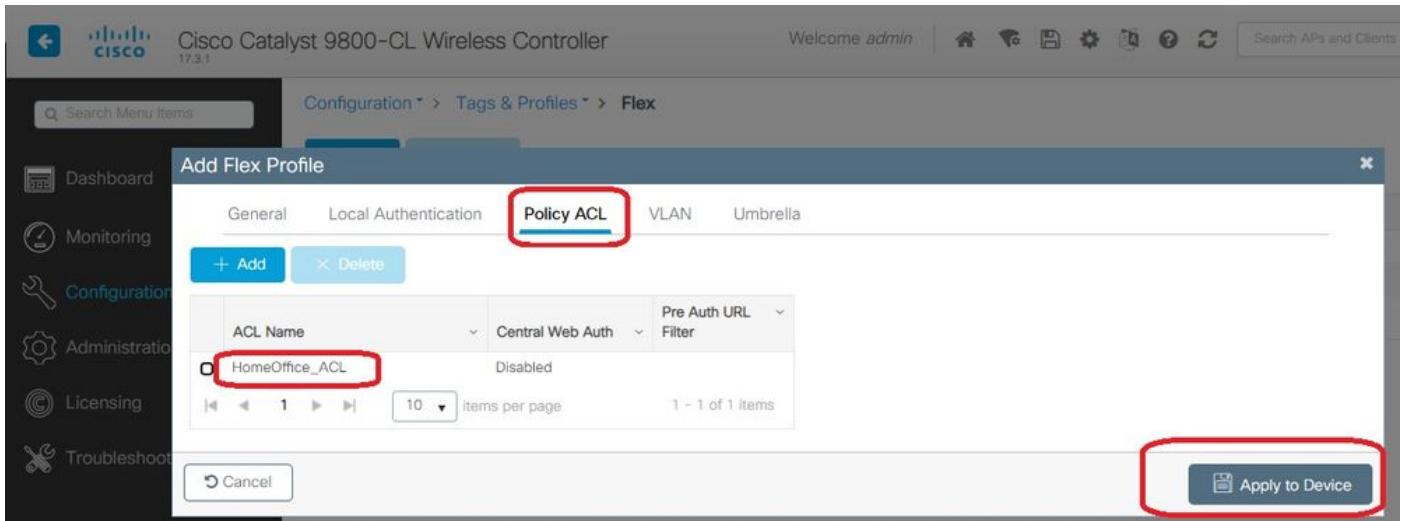 CISCO
Cisco Catalyst 9800-CL Wireless Controller
17.3.1
Welcome admin
Search APs and Clients
Search Menu Items
Configuration > Tags & Profiles > Flex
Dashboard
Monitoring
Configuration
Administratio
Licensing
Troubleshoot
Add Flex Profile
General Local Authentication Policy ACL VLAN Umbrella
+ Add × Delete
ACL Name Central Web Auth Pre Auth URL Filter
HomeOffice_ACL Disabled
1 10 items per page 1 - 1 of 1 items
Cancel Apply to Device